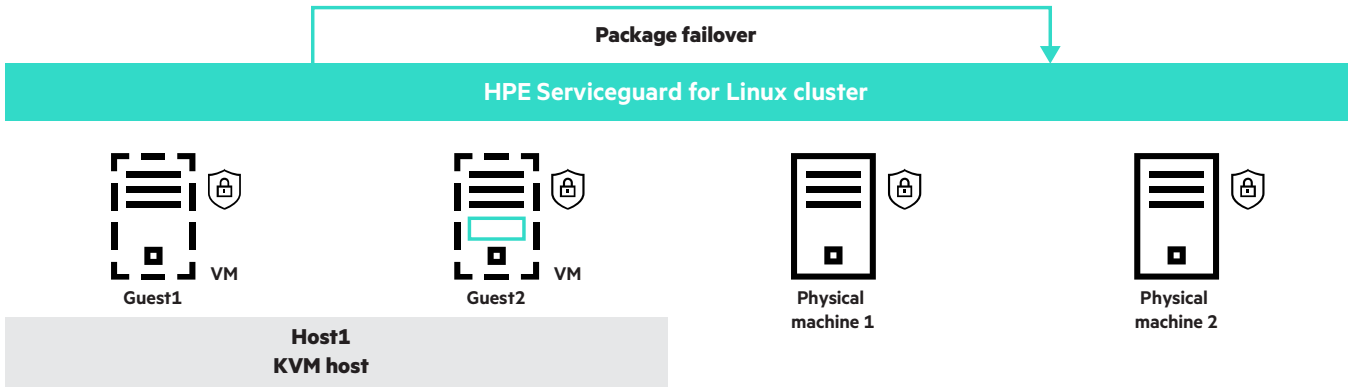 Package failover
HPE Serviceguard for Linux cluster
VM
VM
Guest1
Guest2
Physical
machine 1
Physical
machine 2
Host1
KVM host